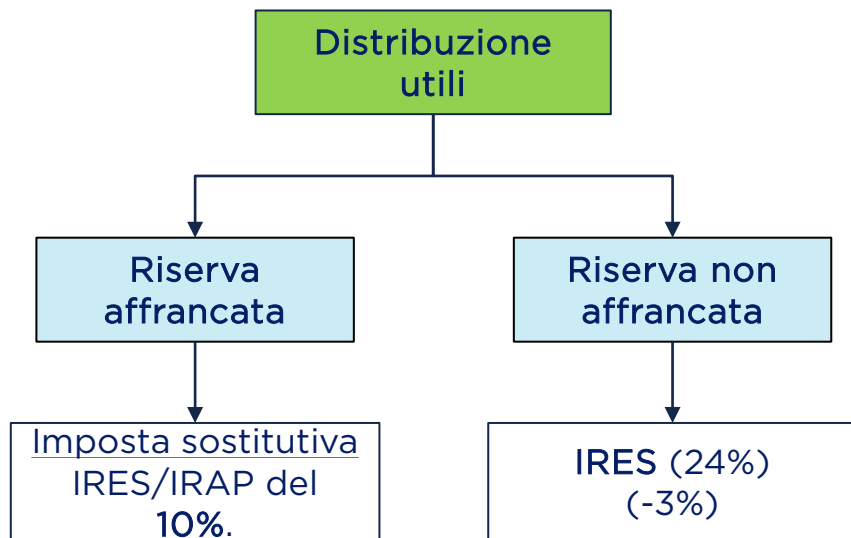 Distribuzione
utili
Riserva
affrancata
Riserva non
affrancata
Imposta sostitutiva
IRES/IRAP del
10%.
IRES (24%)
(-3%)